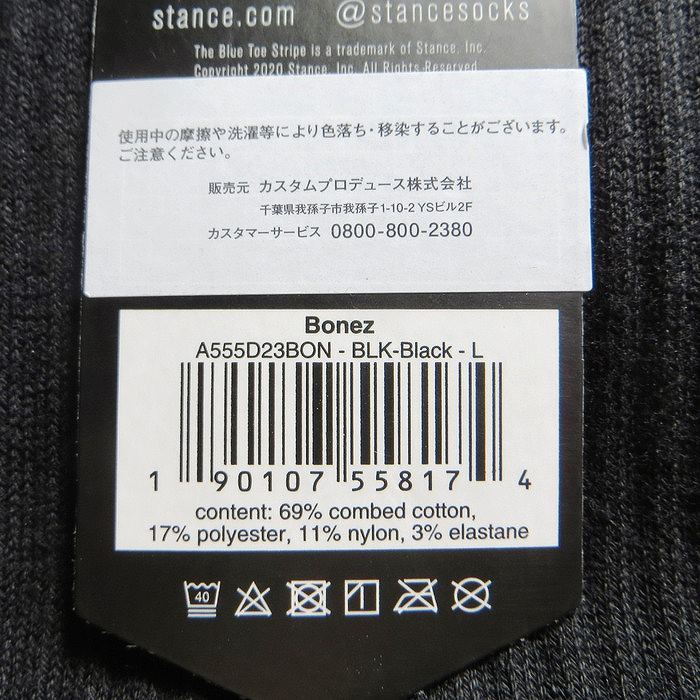 stance.com @stancesocks
The Blue Toe Stripe is a trademark of Stance, Inc.
Copyright 2020 Stance, Inc. All Rights Reserved
使用中の摩擦や洗濯等により色落ち・移染することがございます。
ご注意ください。
販売元 カスタムプロデュース株式会社
千葉県我孫子市我孫子1-10-2 YSビル2F
カスタマーサービス 0800-800-2380
Bonez
A555D23BON - BLK-Black - L
1 90107 55817 4
content: 69% combed cotton,
17% polyester, 11% nylon, 3% elastane
40